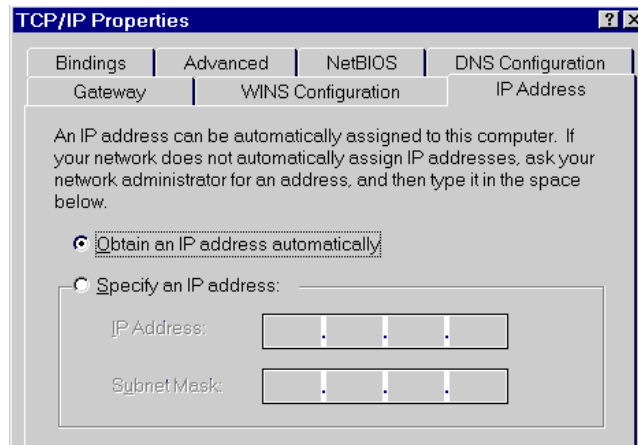 TCP/IP Properties
Bindings Advanced NetBIOS DNS Configuration
Gateway WINS Configuration IP Address
An IP address can be automatically assigned to this computer. If
your network does not automatically assign IP addresses, ask your
network administrator for an address, and then type it in the space
below.
Obtain an IP address automatically
Specify an IP address:
IP Address:
. . .
Subnet Mask:
. . .